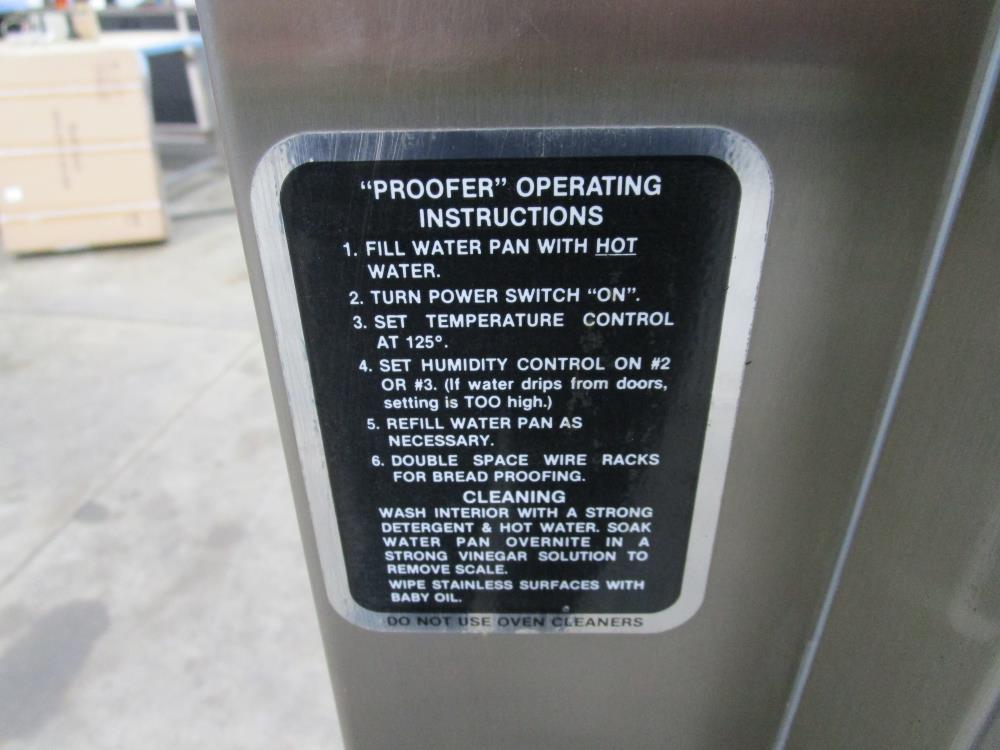 “PROOFER” OPERATING
INSTRUCTIONS
1. FILL WATER PAN WITH HOT
WATER.
2. TURN POWER SWITCH “ON”.
3. SET TEMPERATURE CONTROL
AT 125°.
4. SET HUMIDITY CONTROL ON #2
OR #3. (If water drips from doors,
setting is TOO high.)
5. REFILL WATER PAN AS
NECESSARY.
6. DOUBLE SPACE WIRE RACKS
FOR BREAD PROOFING.
CLEANING
WASH INTERIOR WITH A STRONG
DETERGENT & HOT WATER. SOAK
WATER PAN OVERNITE IN A
STRONG VINEGAR SOLUTION TO
REMOVE SCALE.
WIPE STAINLESS SURFACES WITH
BABY OIL.
DO NOT USE OVEN CLEANERS